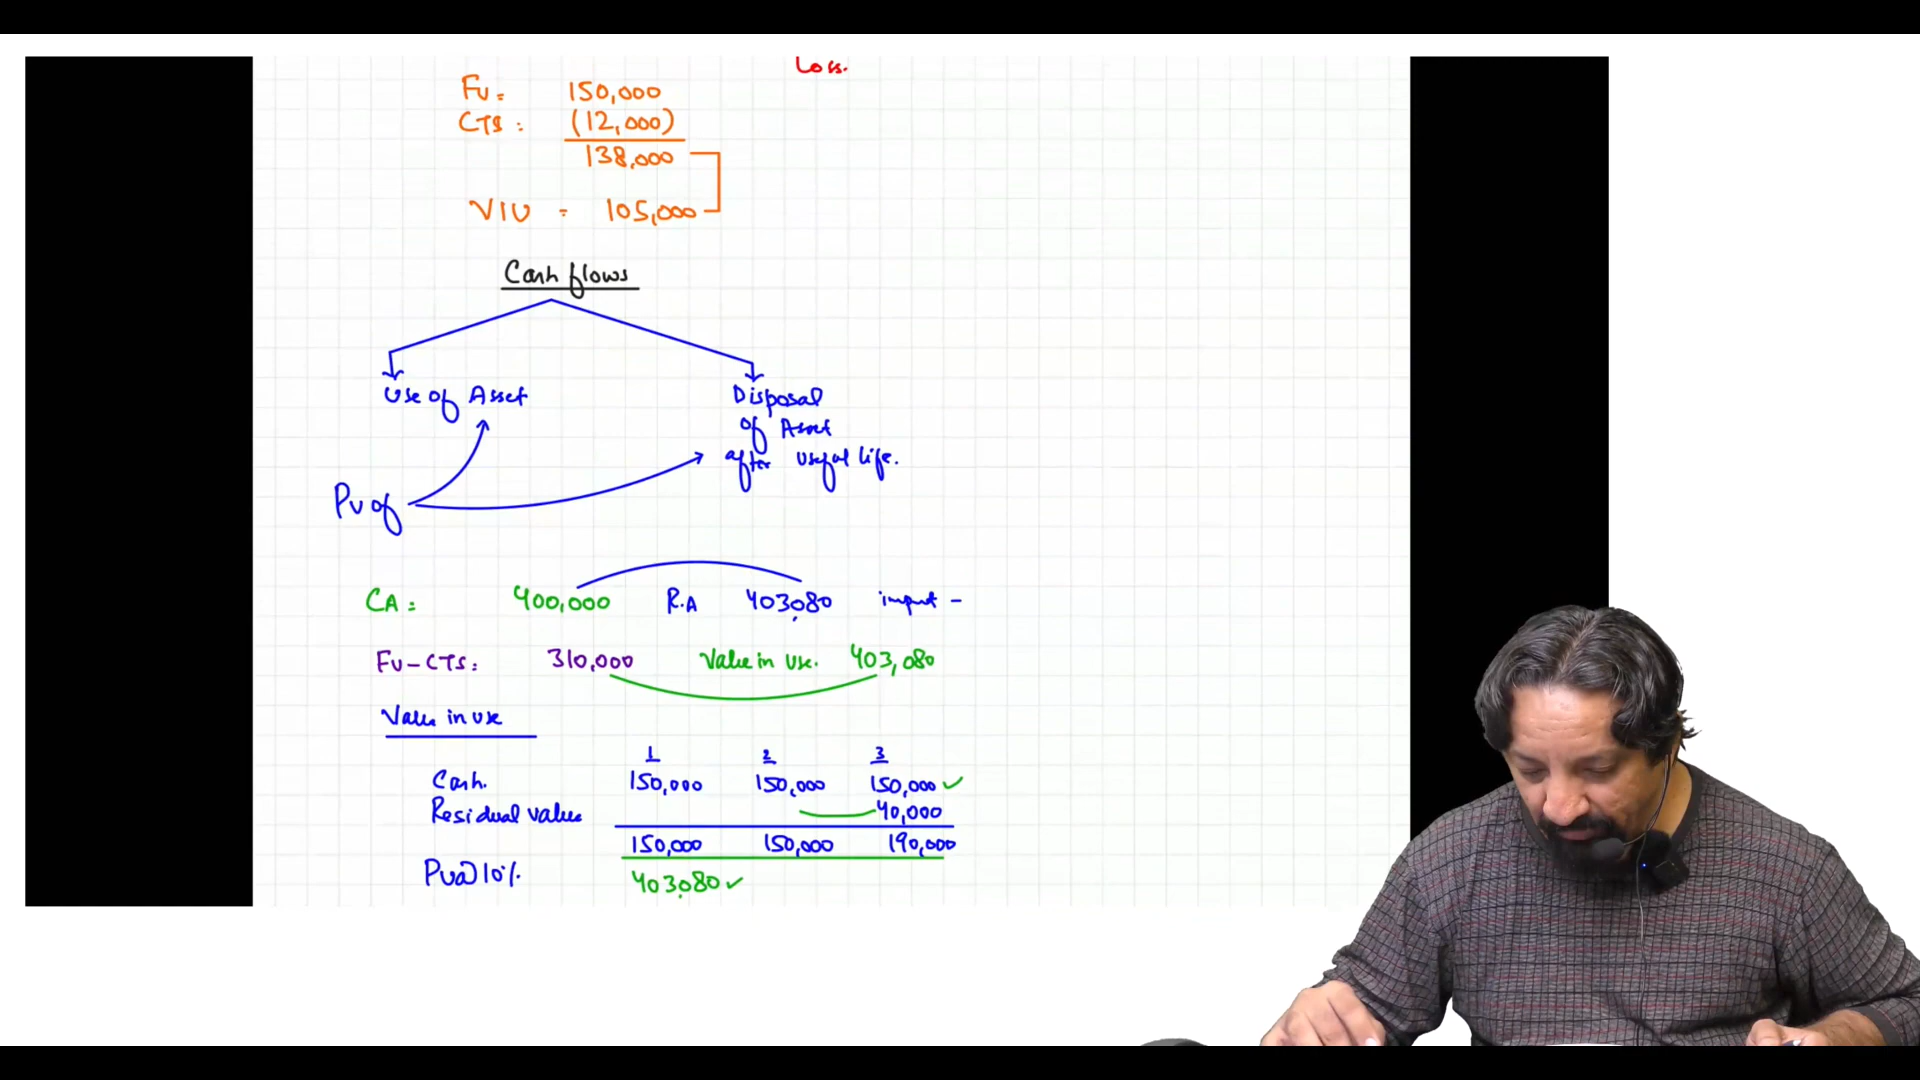 Loss.
Fv = 150,000
CTS : (12,000)
138,000
VIU = 105,000
Cash flows
Use of Asset
Disposal
of Asset
after useful life.
Pv of
CA = 400,000 R.A 403,080 impt -
Fv-CTS: 310,000 Value in use. 403,080
Value in use
1 2 3
Cash. 150,000 150,000 150,000 ✓
Residual value 40,000
150,000 150,000 190,000
Pv@10% 403,080 ✓